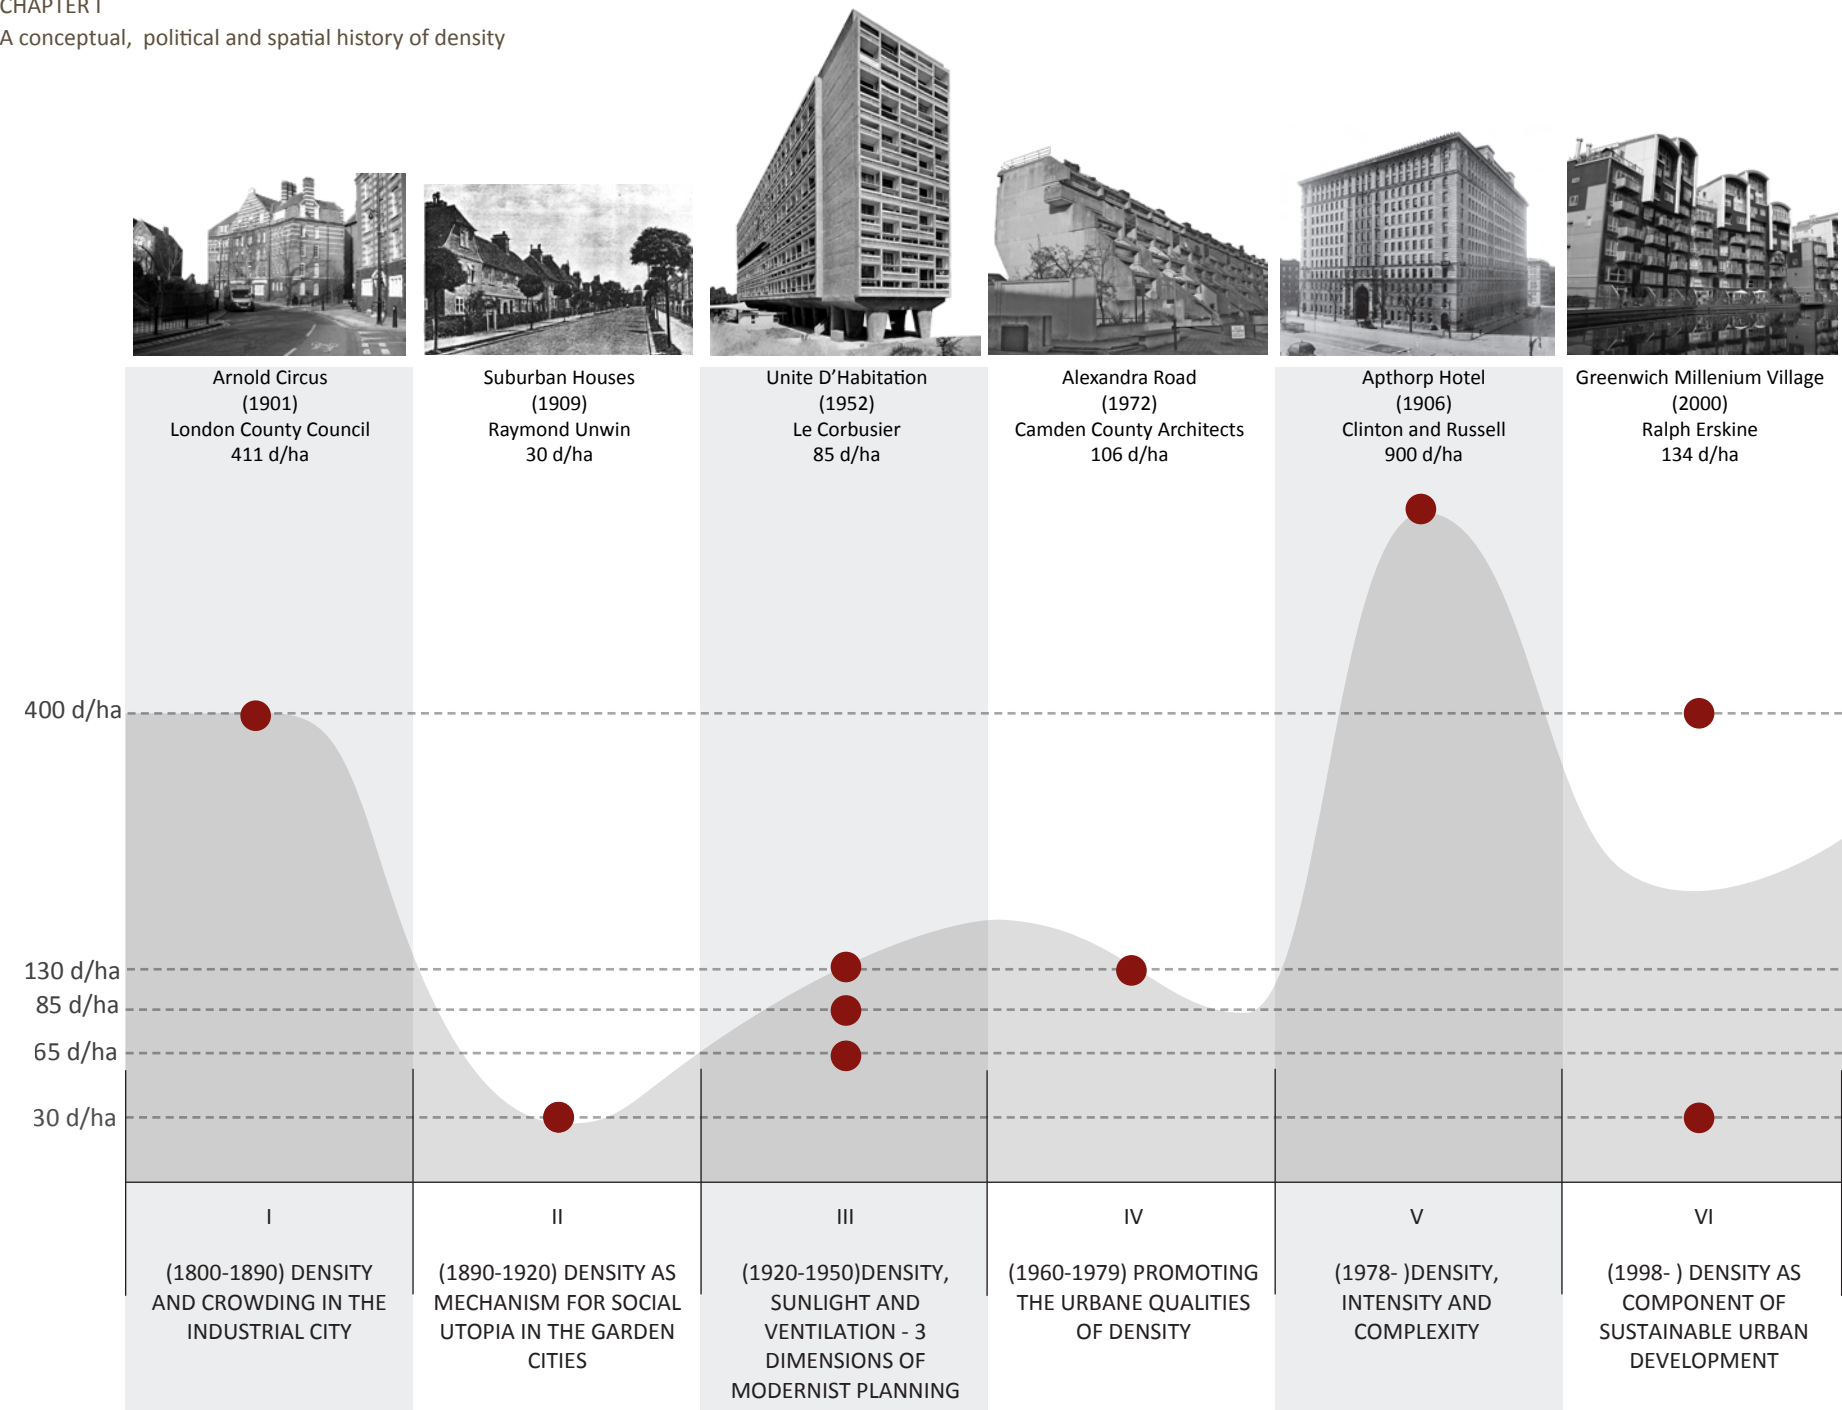 CHAPTER I
A conceptual, political and spatial history of density
Arnold Circus
(1901)
London County Council
411 d/ha
Suburban Houses
(1909)
Raymond Unwin
30 d/ha
Unite D'Habitation
(1952)
Le Corbusier
85 d/ha
Alexandra Road
(1972)
Camden County Architects
106 d/ha
Apthorp Hotel
(1906)
Clinton and Russell
900 d/ha
Greenwich Millenium Village
(2000)
Ralph Erskine
134 d/ha
400 d/ha
130 d/ha
85 d/ha
65 d/ha
30 d/ha
I
(1800-1890) DENSITY
AND CROWDING IN THE
INDUSTRIAL CITY
II
(1890-1920) DENSITY AS
MECHANISM FOR SOCIAL
UTOPIA IN THE GARDEN
CITIES
III
(1920-1950)DENSITY,
SUNLIGHT AND
VENTILATION - 3
DIMENSIONS OF
MODERNIST PLANNING
IV
(1960-1979) PROMOTING
THE URBANE QUALITIES
OF DENSITY
V
(1978- )DENSITY,
INTENSITY AND
COMPLEXITY
VI
(1998- ) DENSITY AS
COMPONENT OF
SUSTAINABLE URBAN
DEVELOPMENT